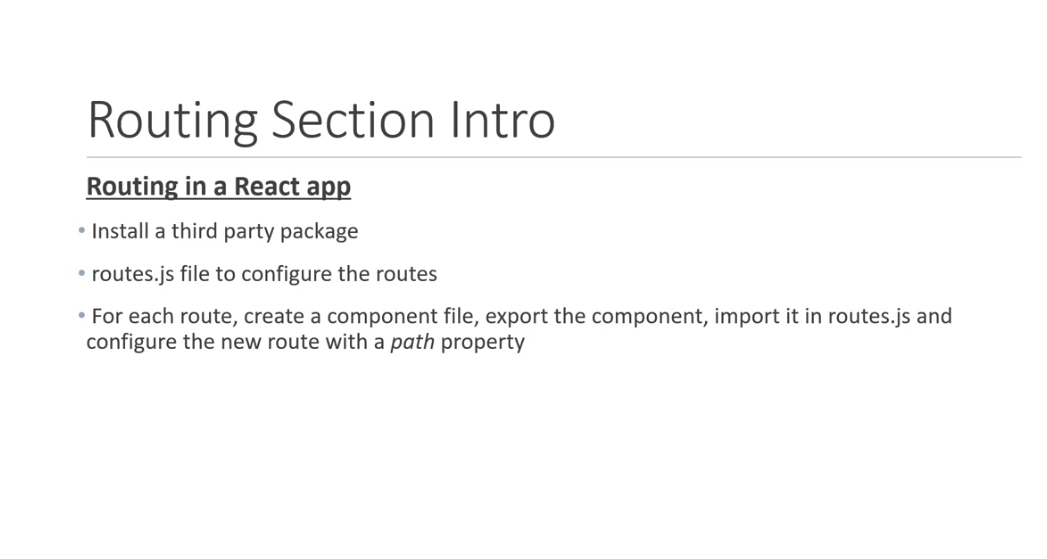 Routing Section Intro
Routing in a React app
• Install a third party package
• routes.js file to configure the routes
• For each route, create a component file, export the component, import it in routes.js and
configure the new route with a path property